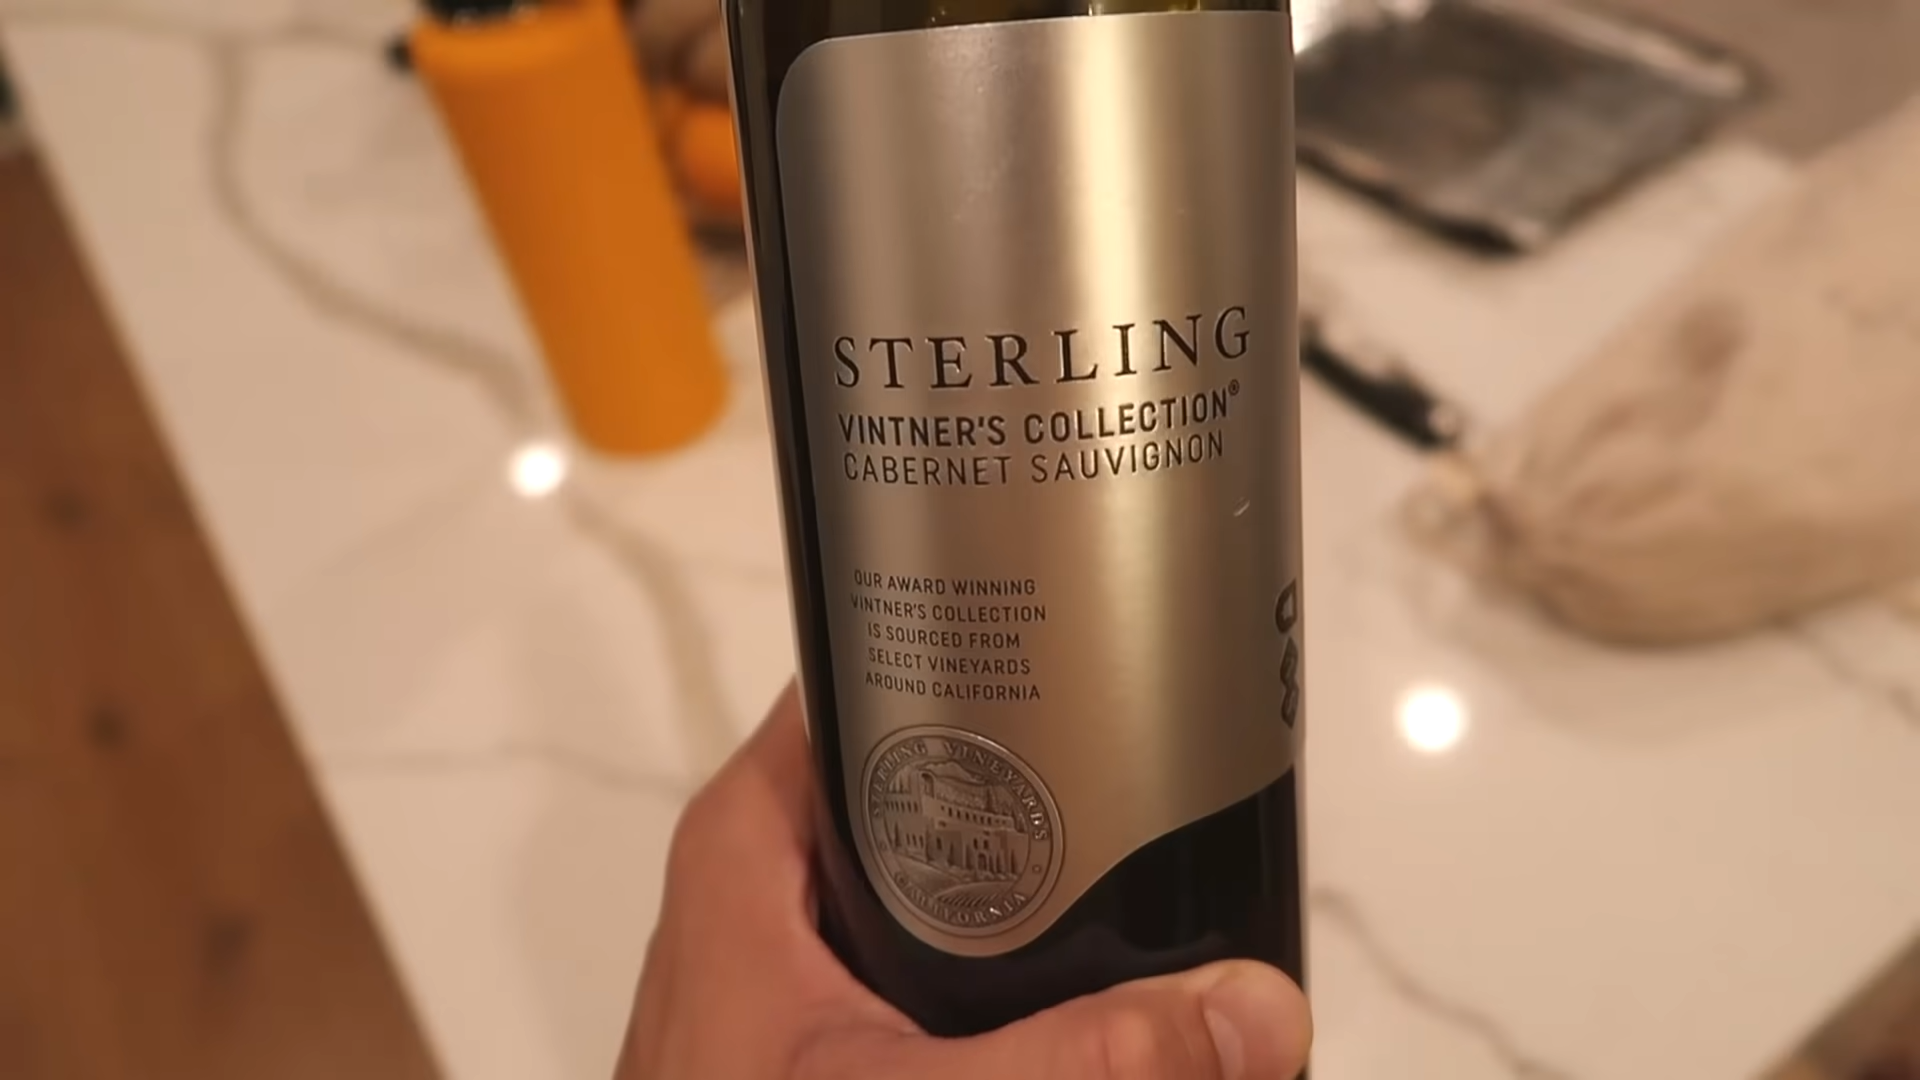 STERLING
VINTNER'S COLLECTION®
CABERNET SAUVIGNON
OUR AWARD WINNING
VINTNER'S COLLECTION
IS SOURCED FROM
SELECT VINEYARDS
AROUND CALIFORNIA
STERLING VINEYARDS
CALIFORNIA